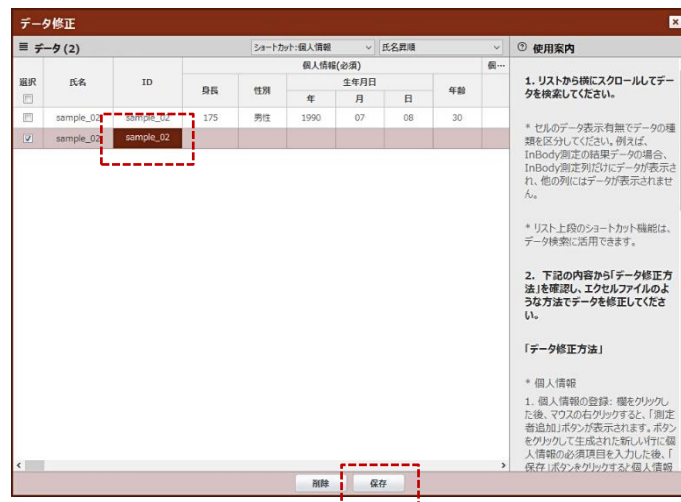 データ修正
データ (2)
ショートカット:個人情報
氏名昇順
使用案内
個人情報(必須)
個…
選択
氏名
ID
身長
性別
生年月日
年齢
年
月
日
sample_02
sample_02
175
男性
1990
07
08
30
sample_02
sample_02
1. リストから横にスクロールしてデー
タを検索してください。
* セルのデータ表示有無でデータの種
類を区分してください。例えば、
InBody測定の結果データの場合、
InBody測定列だけにデータが表示さ
れ、他の列にはデータが表示されませ
ん。
* リスト上段のショートカット機能は、
データ検索に活用できます。
2. 下記の内容から「データ修正方
法」を確認し、エクセルファイルのよ
うな方法でデータを修正してくださ
い。
「データ修正方法」
* 個人情報
1. 個人情報の登録: 欄をクリックし
た後、マウスの右クリックすると、「測定
者追加」ボタンが表示されます。ボタン
をクリックして生成された新しい行に個
人情報の必須項目を入力した後、「
保存」ボタンをクリックすると個人情報
削除
保存